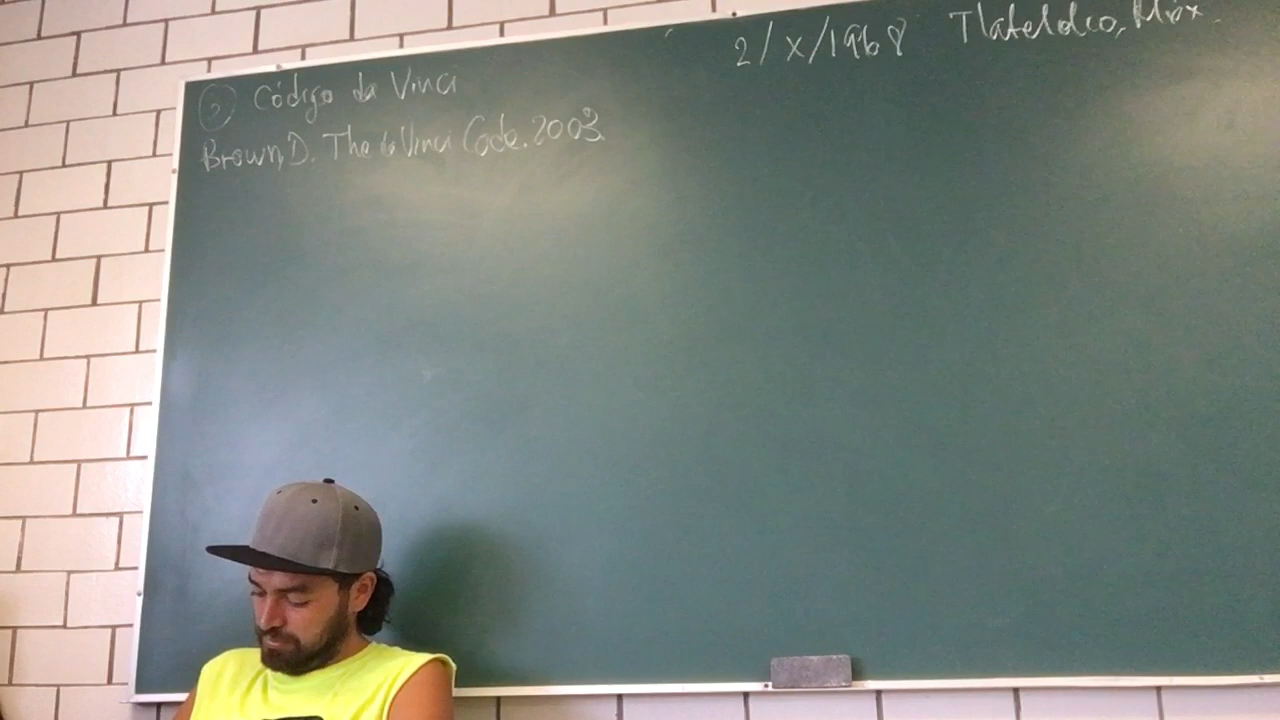 2/X/1968 Tlatelolco, Méx.
② Código da Vinci
Brown, D. The da Vinci Code. 2003